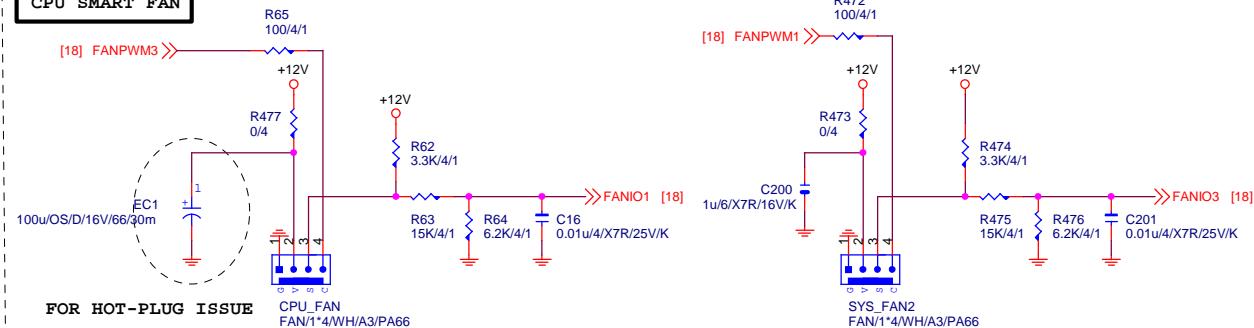 CPU SMART FAN
R65
100/4/1
[18] FANPWM3
+12V
R477
0/4
+12V
R62
3.3K/4/1
1
+
EC1
100u/OS/D/16V/66/30m
R63
15K/4/1
R64
6.2K/4/1
C16
0.01u/4/X7R/25V/K
FANIO1 [18]
1 2 3 4
G V S C
CPU_FAN
FAN/1*4/WH/A3/PA66
FOR HOT-PLUG ISSUE
R472
100/4/1
[18] FANPWM1
+12V
R473
0/4
+12V
R474
3.3K/4/1
C200
1u/6/X7R/16V/K
R475
15K/4/1
R476
6.2K/4/1
C201
0.01u/4/X7R/25V/K
FANIO3 [18]
1 2 3 4
G V S C
SYS_FAN2
FAN/1*4/WH/A3/PA66